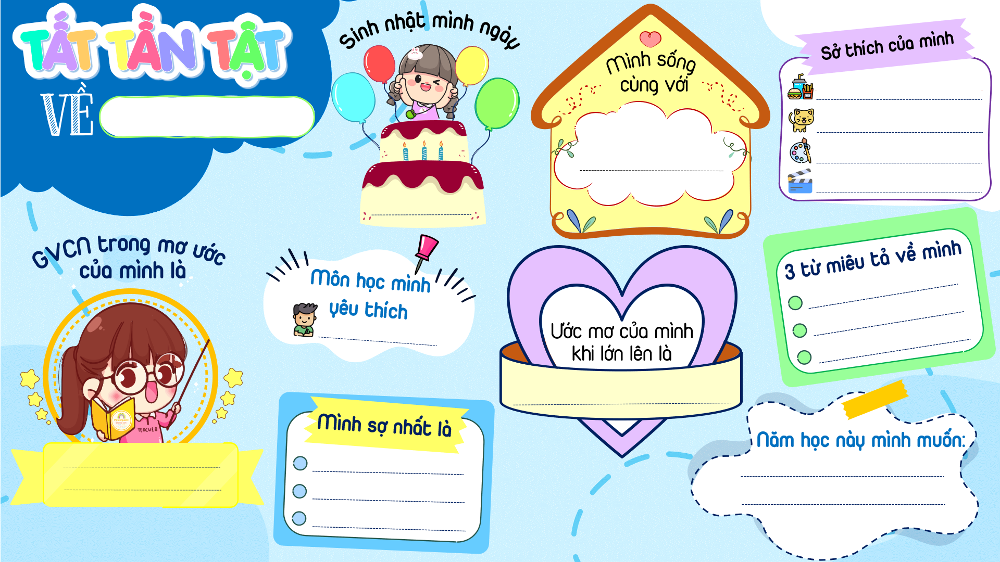 TẤT TẦN TẬT
VỀ
Sinh nhật mình ngày
Mình sống
cùng với
Sở thích của mình
GVCN trong mơ ước
của mình là
Môn học mình
yêu thích
Ước mơ của mình
khi lớn lên là
3 từ miêu tả về mình
TEACHER
Mình sợ nhất là
Năm học này mình muốn: